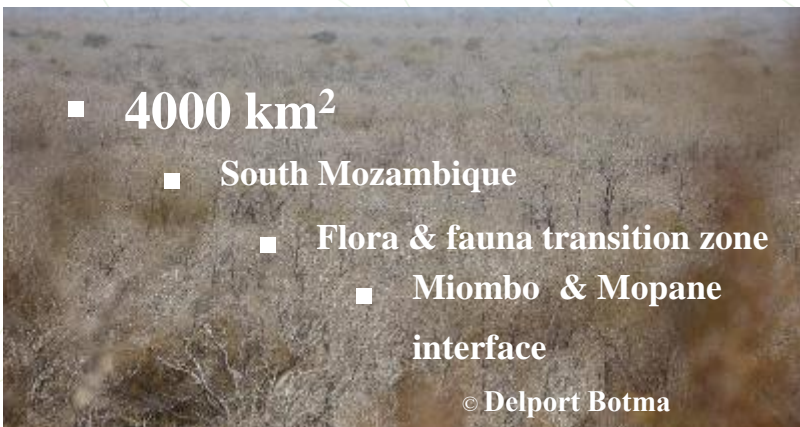 4000 km²
South Mozambique
Flora & fauna transition zone
Miombo & Mopane
interface
© Delport Botma